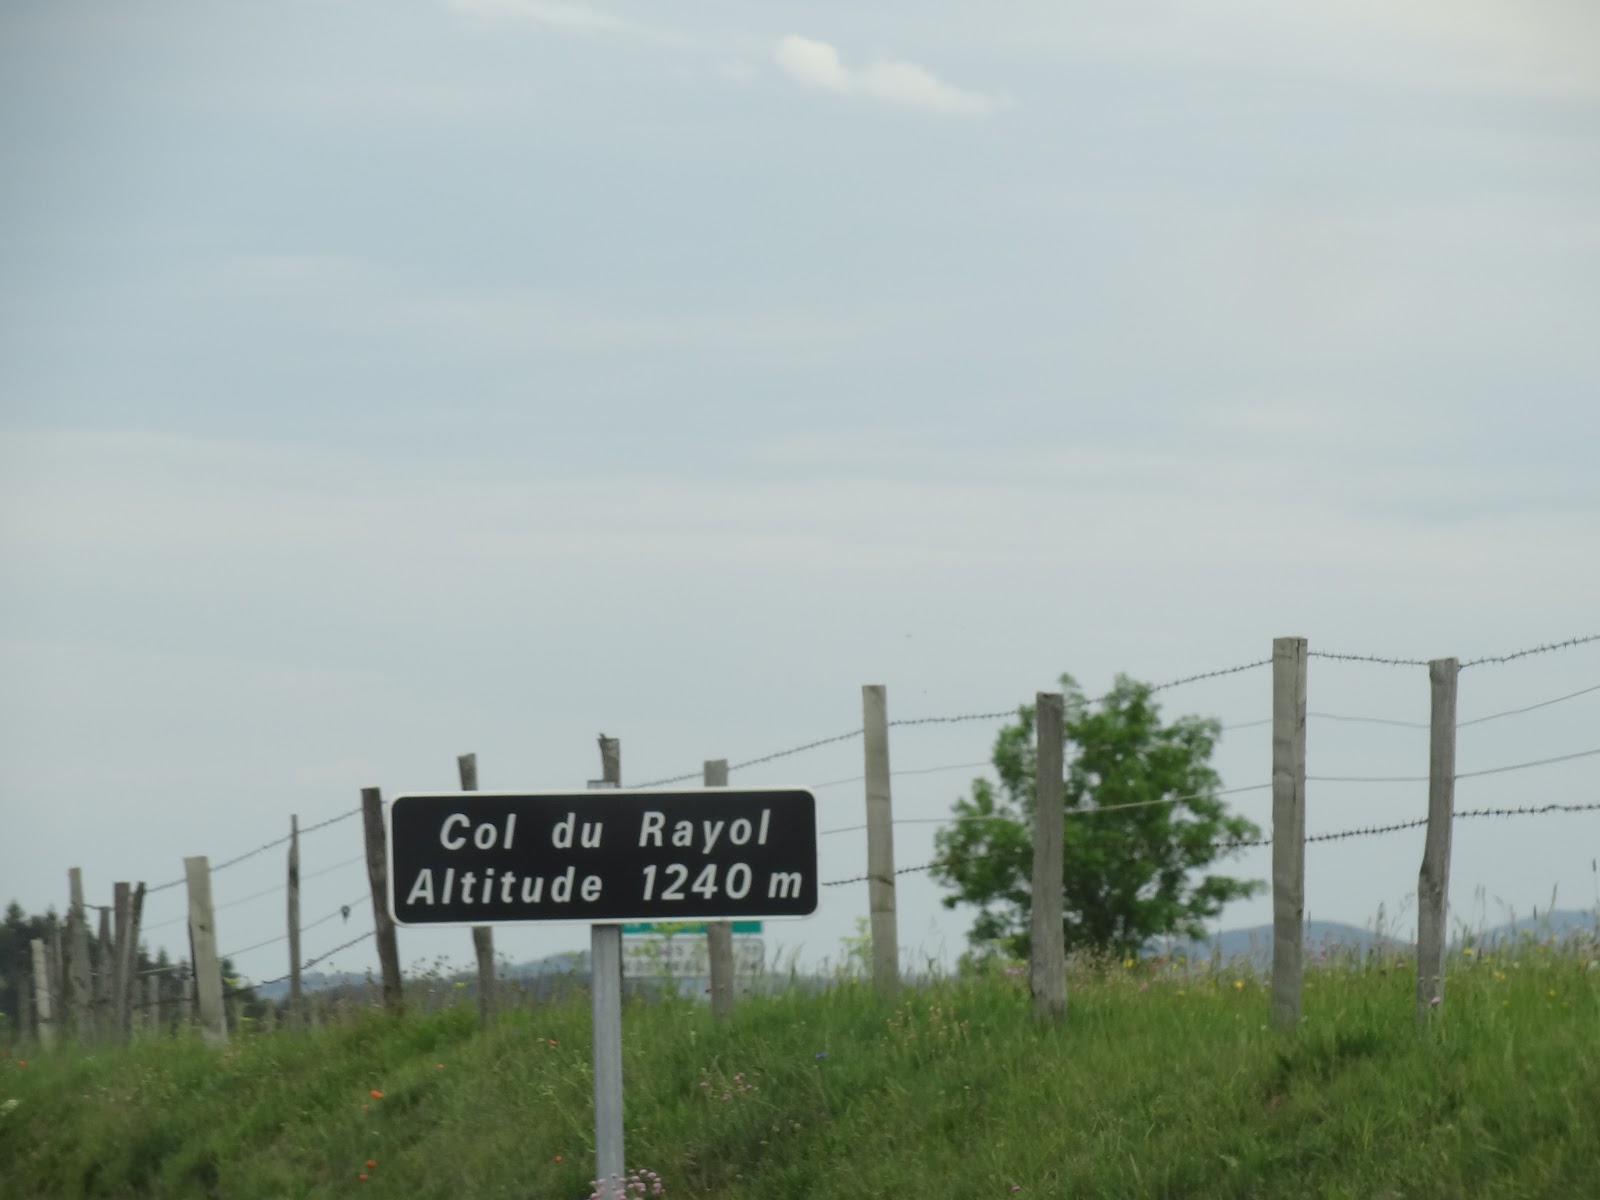 Col du Rayol
Altitude 1240 m